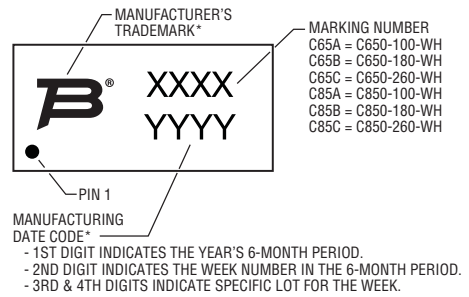 MANUFACTURER'S
TRADEMARK*
MARKING NUMBER
C65A = C650-100-WH
C65B = C650-180-WH
C65C = C650-260-WH
C85A = C850-100-WH
C85B = C850-180-WH
C85C = C850-260-WH
B®
XXXX
YYYY
PIN 1
MANUFACTURING
DATE CODE*
- 1ST DIGIT INDICATES THE YEAR'S 6-MONTH PERIOD.
- 2ND DIGIT INDICATES THE WEEK NUMBER IN THE 6-MONTH PERIOD.
- 3RD & 4TH DIGITS INDICATE SPECIFIC LOT FOR THE WEEK.